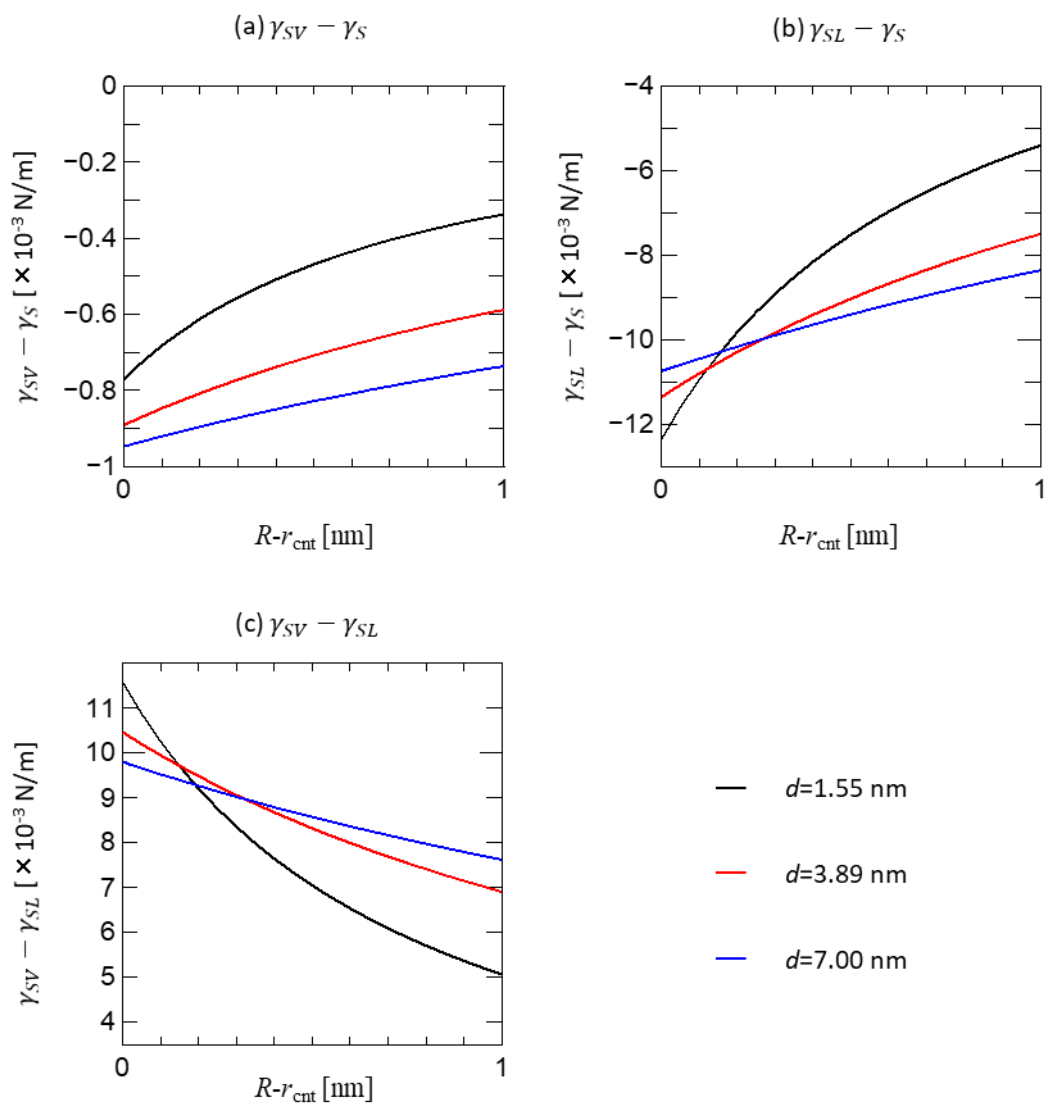 (a) γSV − γS
(b) γSL − γS
0
−0.2
−0.4
−0.6
−0.8
−1
0
1
γSV − γS [ ×10⁻³ N/m]
R-rcnt [nm]
−4
−6
−8
−10
−12
0
1
γSL − γS [ ×10⁻³ N/m]
R-rcnt [nm]
(c) γSV − γSL
11
10
9
8
7
6
5
4
0
1
γSV − γSL [ ×10⁻³ N/m]
R-rcnt [nm]
d=1.55 nm
d=3.89 nm
d=7.00 nm